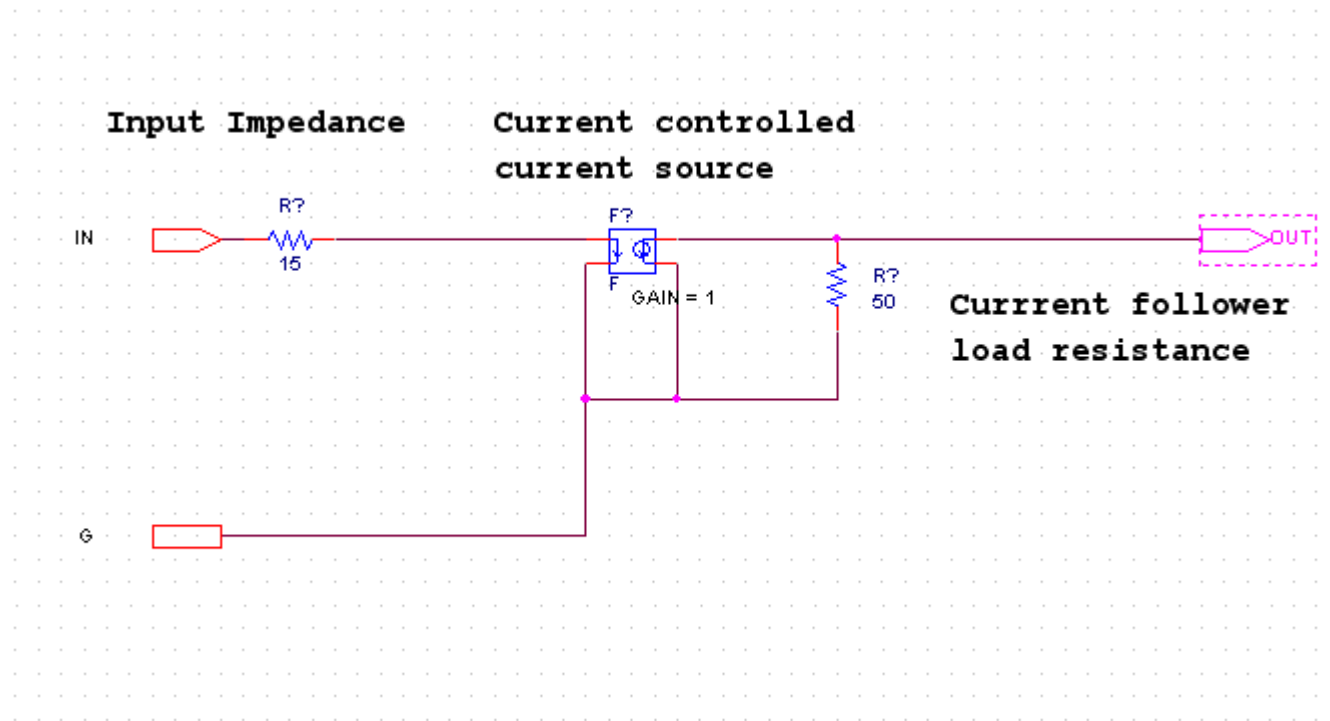 Input Impedance
Current controlled
current source
R?
F?
IN
OUT
15
R?
F
GAIN = 1
50
Currrent follower
load resistance
G